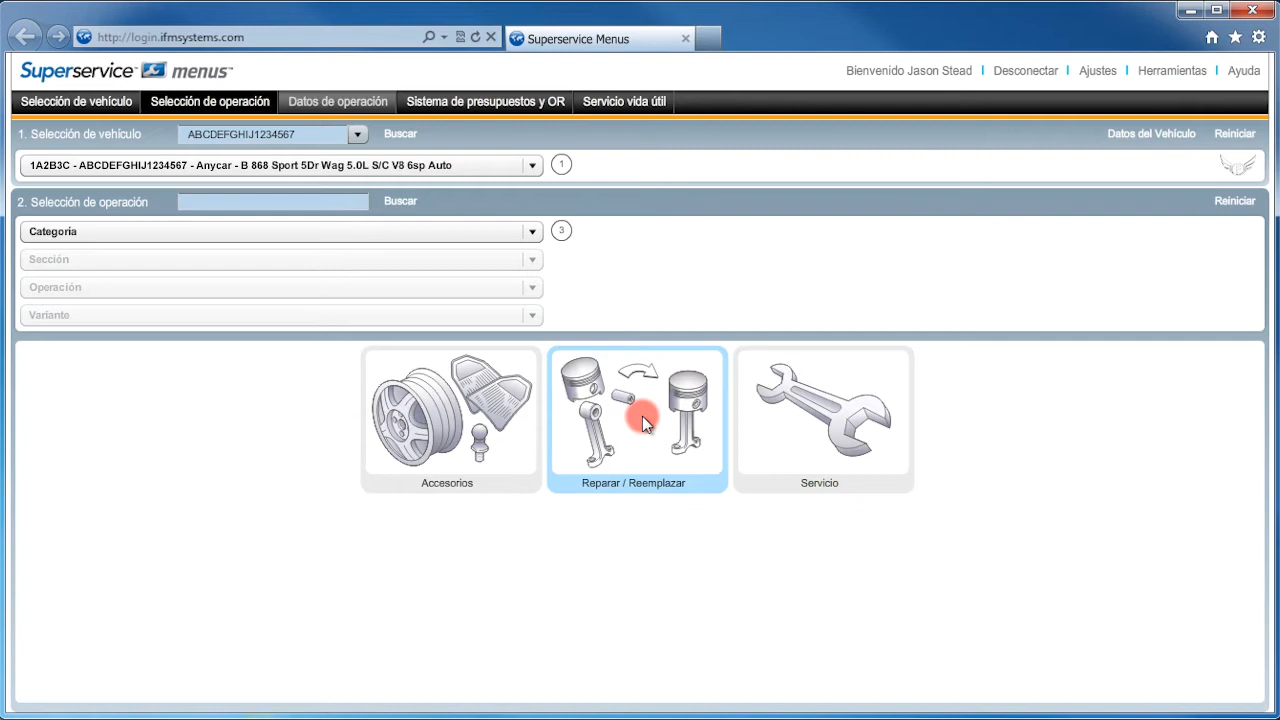 http://login.ifmsystems.com
Superservice Menus
Superservice™ menus™
Bienvenido Jason Stead
Desconectar
Ajustes
Herramientas
Ayuda
Selección de vehículo
Selección de operación
Datos de operación
Sistema de presupuestos y OR
Servicio vida útil
1. Selección de vehículo
ABCDEFGHIJ1234567
Buscar
Datos del Vehículo
Reiniciar
1A2B3C - ABCDEFGHIJ1234567 - Anycar - B 868 Sport 5Dr Wag 5.0L S/C V8 6sp Auto
1
2. Selección de operación
Buscar
Reiniciar
Categoria
3
Sección
Operación
Variante
Accesorios
Reparar / Reemplazar
Servicio